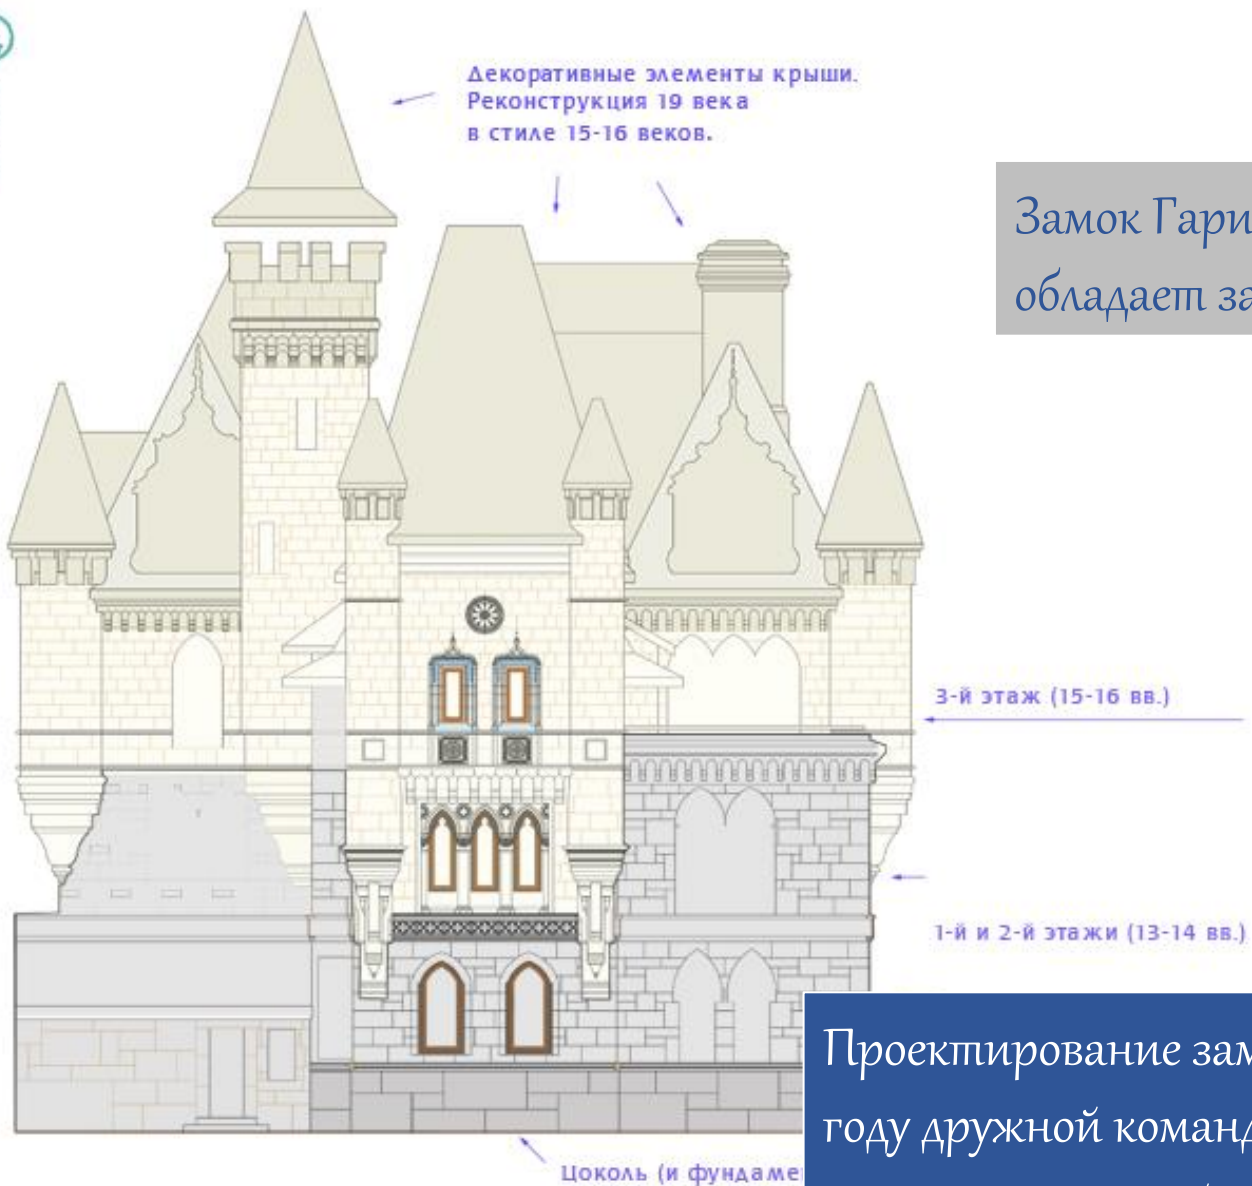 Декоративные элементы крыши.
Реконструкция 19 века
в стиле 15-16 веков.
Замок Гари
обладает за
3-й этаж (15-16 вв.)
1-й и 2-й этажи (13-14 вв.)
Проектирование зам
году дружной команд
Цоколь (и фундаме